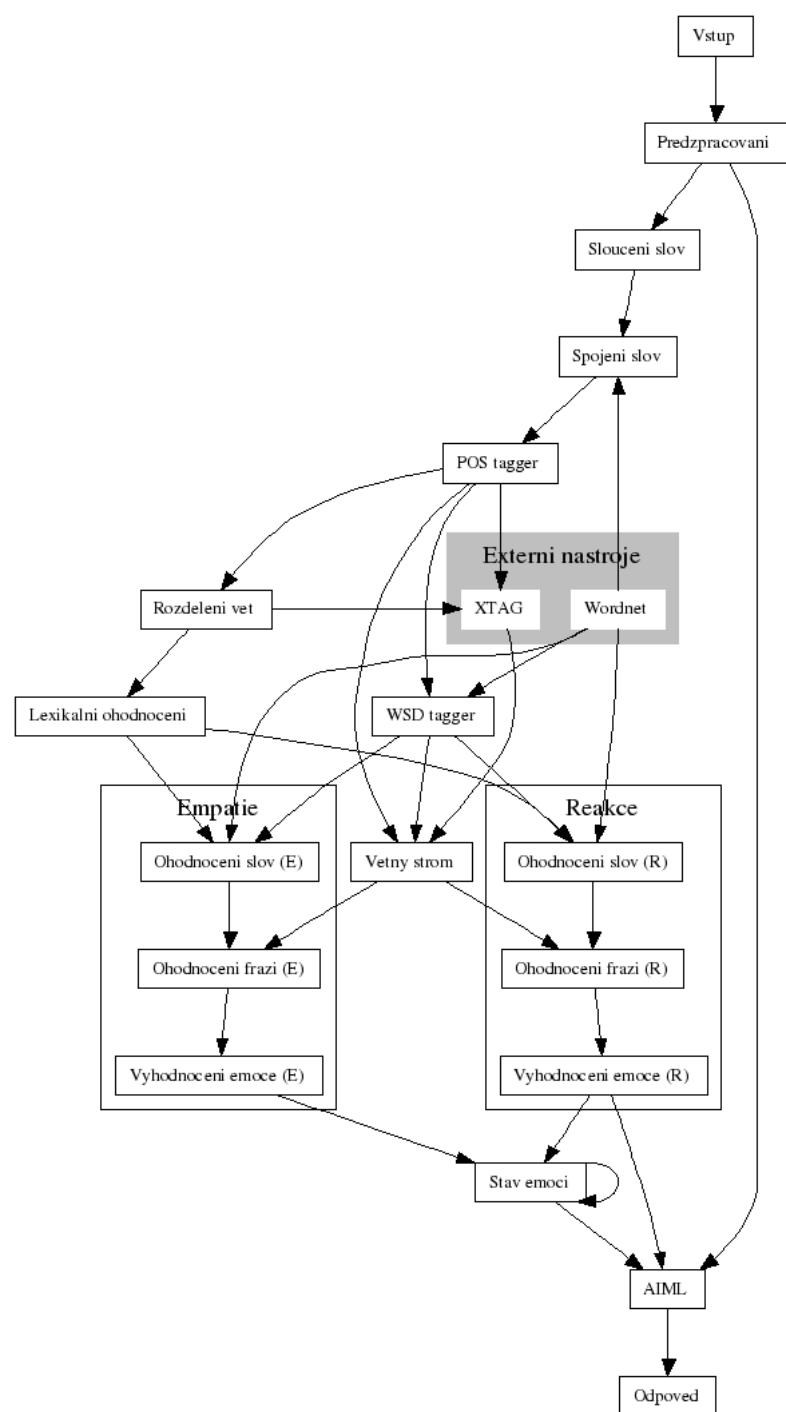 Vstup
Predzpracovani
Slouceni slov
Spojeni slov
POS tagger
Externi nastroje
Rozdeleni vet
XTAG
Wordnet
Lexikalni ohodnoceni
WSD tagger
Empatie
Reakce
Ohodnoceni slov (E)
Vetny strom
Ohodnoceni slov (R)
Ohodnoceni frazi (E)
Ohodnoceni frazi (R)
Vyhodnoceni emoce (E)
Vyhodnoceni emoce (R)
Stav emoci
AIML
Odpoved